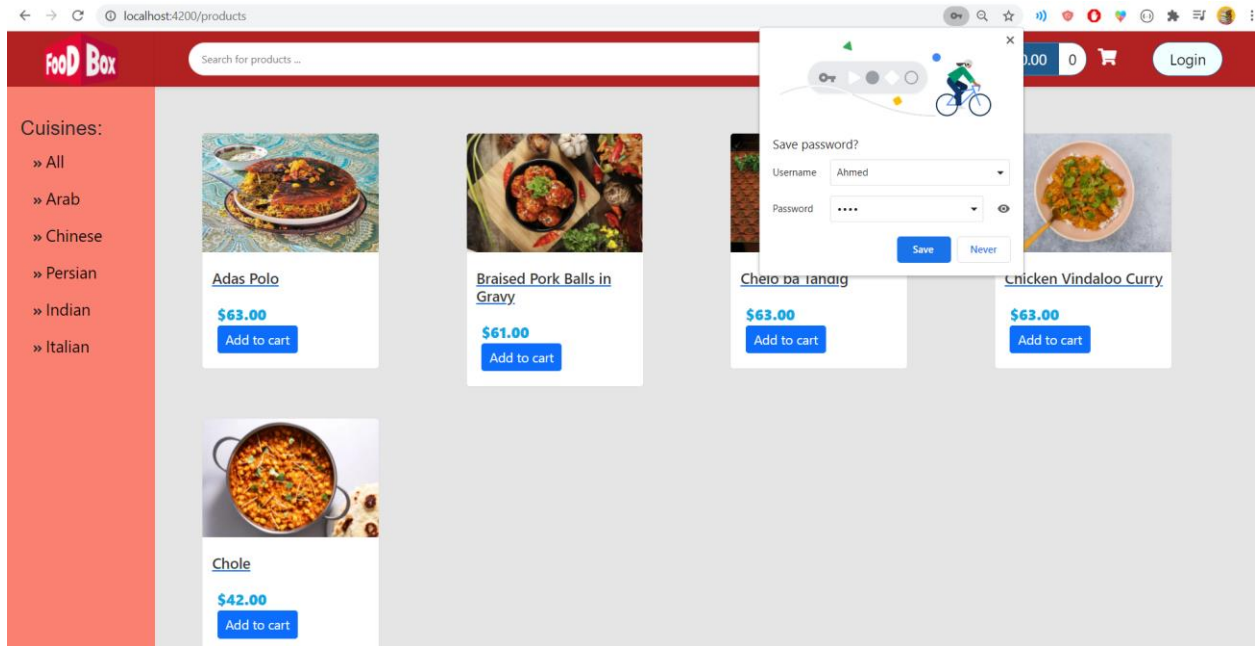 localhost:4200/products
FooD Box
Search for products ...
0.00 0
Login
Save password?
Username Ahmed
Password ••••
Save Never
Cuisines:
» All
» Arab
» Chinese
» Persian
» Indian
» Italian
Adas Polo
$63.00
Add to cart
Braised Pork Balls in
Gravy
$61.00
Add to cart
Chelo ba Tahdig
$63.00
Add to cart
Chicken Vindaloo Curry
$63.00
Add to cart
Chole
$42.00
Add to cart